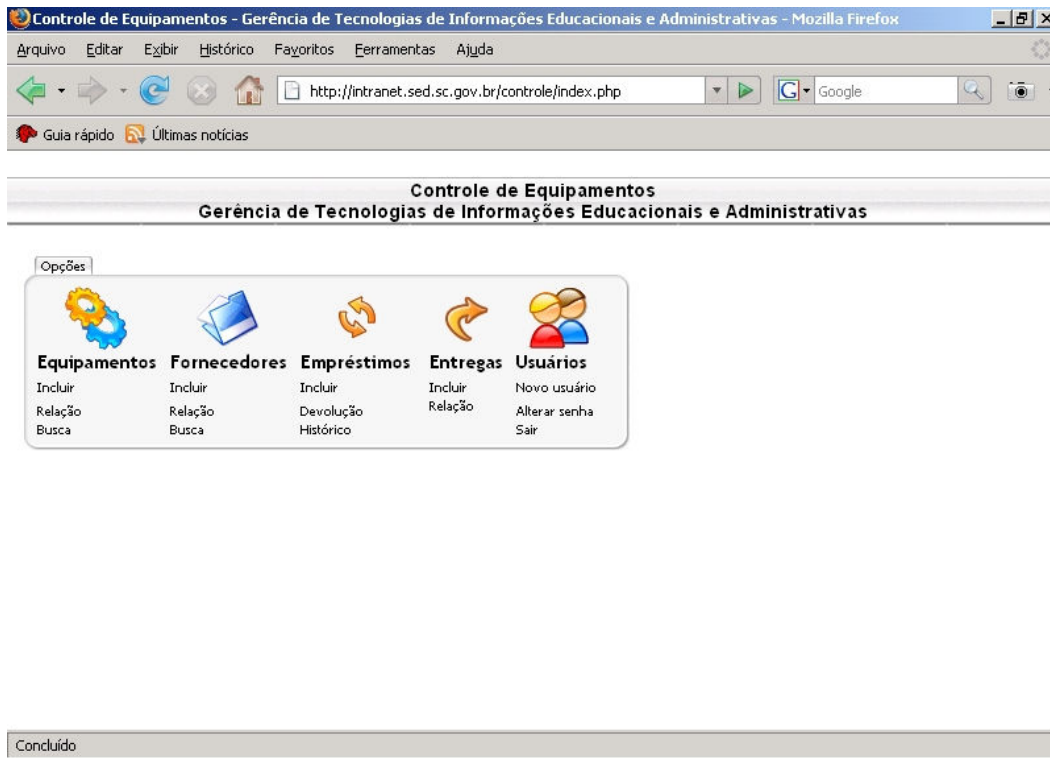 Controle de Equipamentos - Gerência de Tecnologias de Informações Educacionais e Administrativas - Mozilla Firefox
Arquivo Editar Exibir Histórico Favoritos Ferramentas Ajuda
http://intranet.sed.sc.gov.br/controle/index.php G Google
Guia rápido Últimas notícias
Controle de Equipamentos
Gerência de Tecnologias de Informações Educacionais e Administrativas
Opções
Equipamentos Fornecedores Empréstimos Entregas Usuários
Incluir Incluir Incluir Incluir Novo usuário
Relação Relação Devolução Relação Alterar senha
Busca Busca Histórico Sair
Concluído